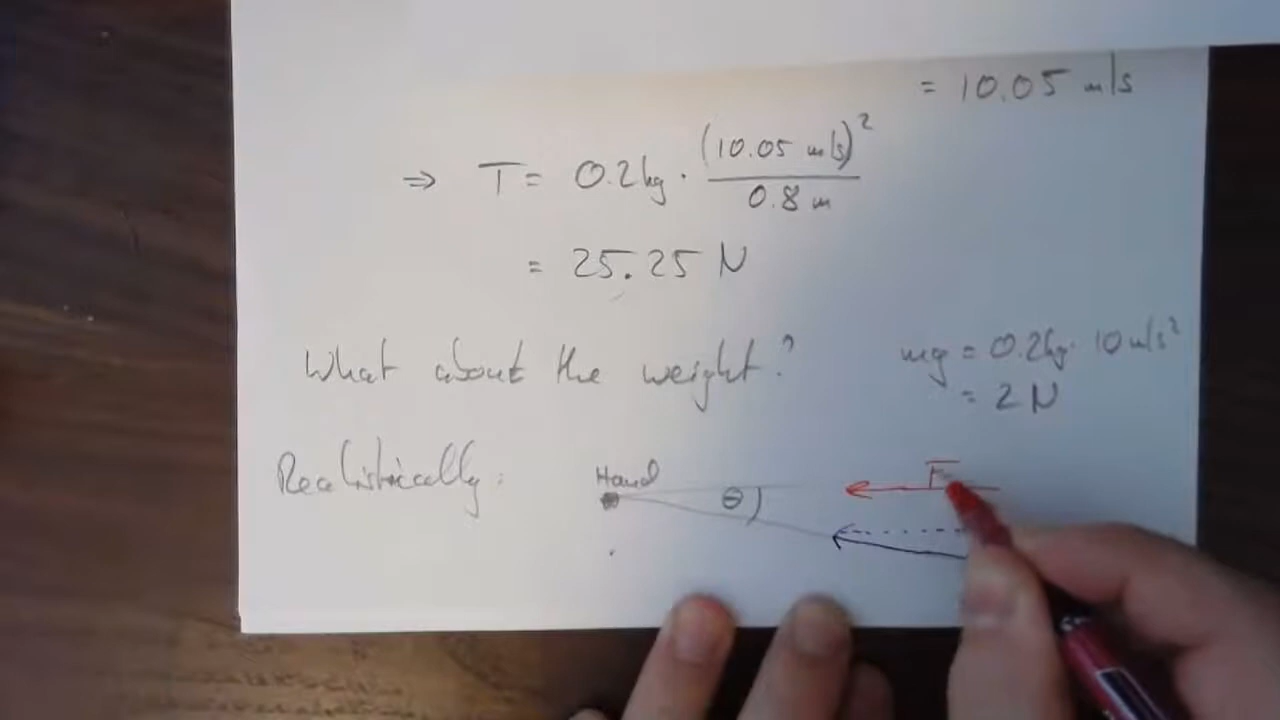 = 10.05 m/s
⇒ T = 0.2kg · (10.05 m/s)² / 0.8 m
= 25.25 N
What about the weight?
mg = 0.2kg · 10 m/s²
= 2 N
Realistically:
Hand
θ
F